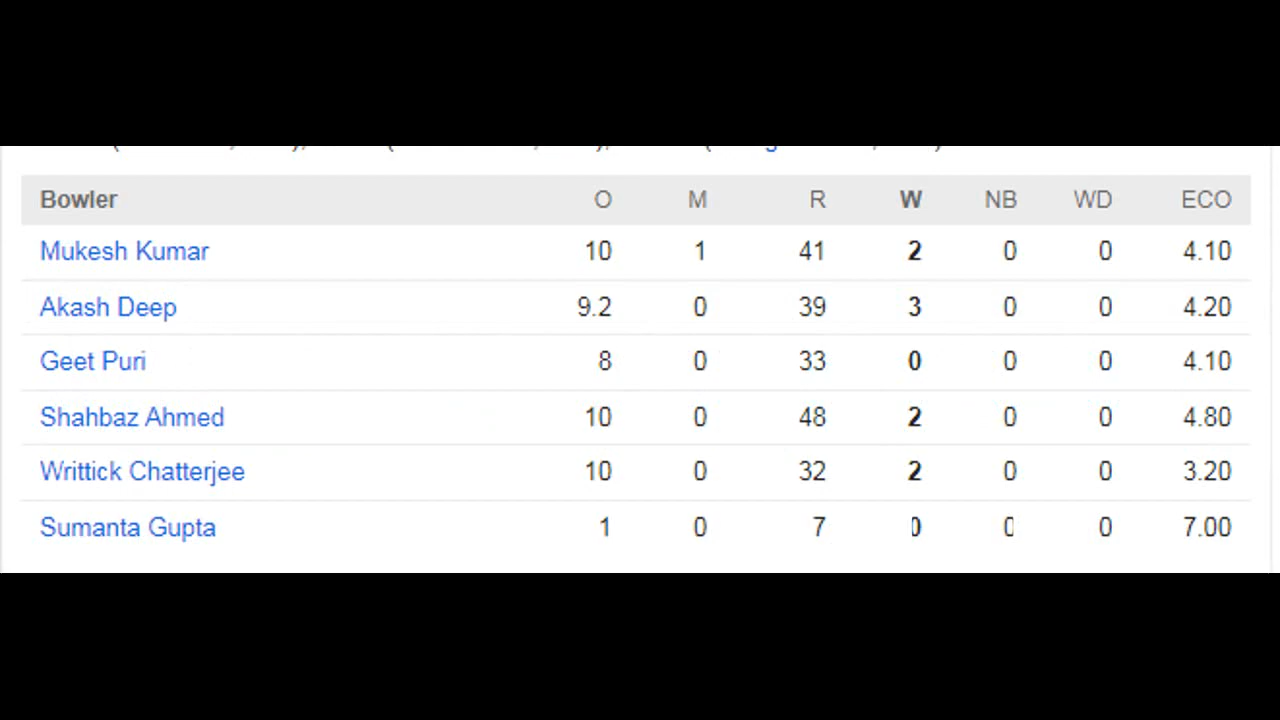 Bowler O M R W NB WD ECO
Mukesh Kumar 10 1 41 2 0 0 4.10
Akash Deep 9.2 0 39 3 0 0 4.20
Geet Puri 8 0 33 0 0 0 4.10
Shahbaz Ahmed 10 0 48 2 0 0 4.80
Writtick Chatterjee 10 0 32 2 0 0 3.20
Sumanta Gupta 1 0 7 0 0 0 7.00